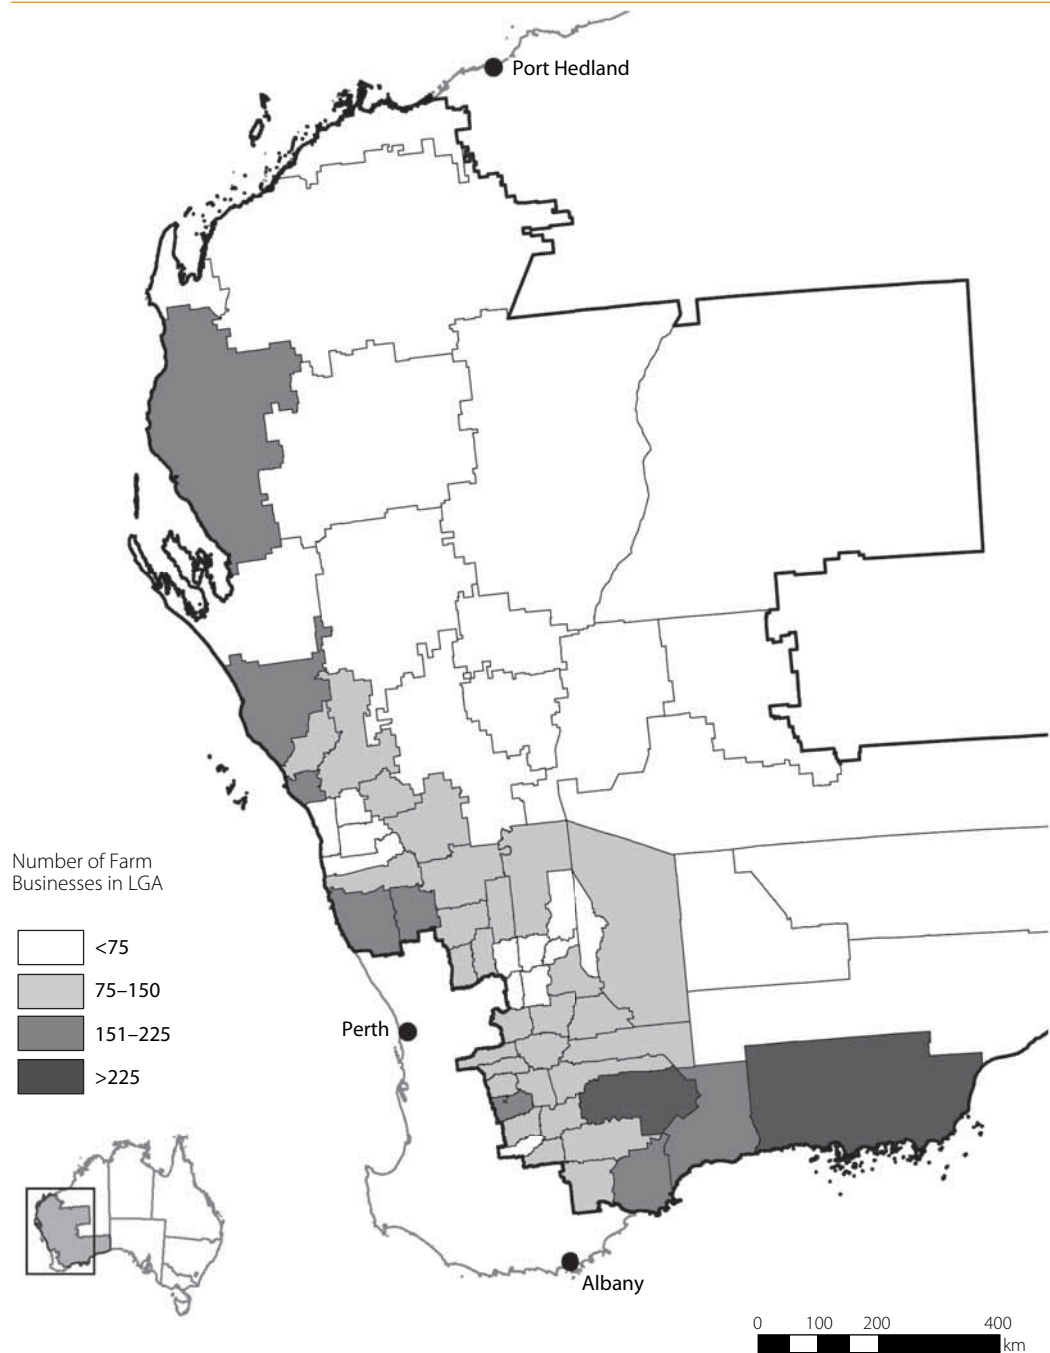 Port Hedland
Number of Farm
Businesses in LGA
<75
75–150
151–225
>225
Perth
Albany
0 100 200 400
km